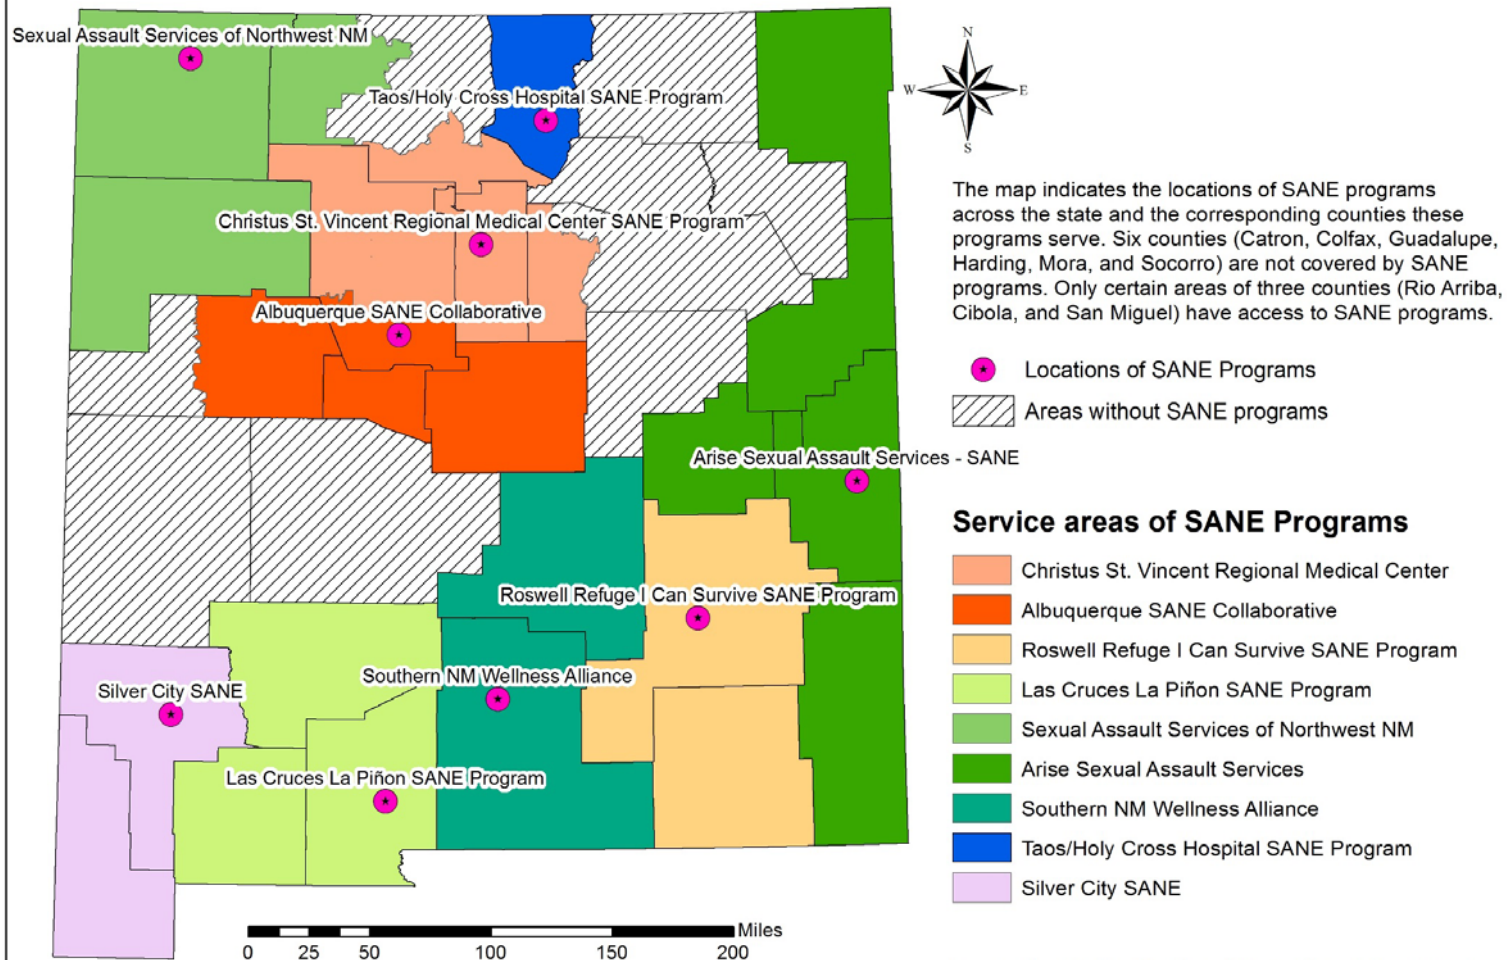 Sexual Assault Services of Northwest NM
N
W
E
S
Taos/Holy Cross Hospital SANE Program
Christus St. Vincent Regional Medical Center SANE Program
Albuquerque SANE Collaborative
Arise Sexual Assault Services - SANE
Roswell Refuge I Can Survive SANE Program
Southern NM Wellness Alliance
Silver City SANE
Las Cruces La Piñon SANE Program
Miles
0 25 50 100 150 200
The map indicates the locations of SANE programs
across the state and the corresponding counties these
programs serve. Six counties (Catron, Colfax, Guadalupe,
Harding, Mora, and Socorro) are not covered by SANE
programs. Only certain areas of three counties (Rio Arriba,
Cibola, and San Miguel) have access to SANE programs.
Locations of SANE Programs
Areas without SANE programs
Service areas of SANE Programs
Christus St. Vincent Regional Medical Center
Albuquerque SANE Collaborative
Roswell Refuge I Can Survive SANE Program
Las Cruces La Piñon SANE Program
Sexual Assault Services of Northwest NM
Arise Sexual Assault Services
Southern NM Wellness Alliance
Taos/Holy Cross Hospital SANE Program
Silver City SANE